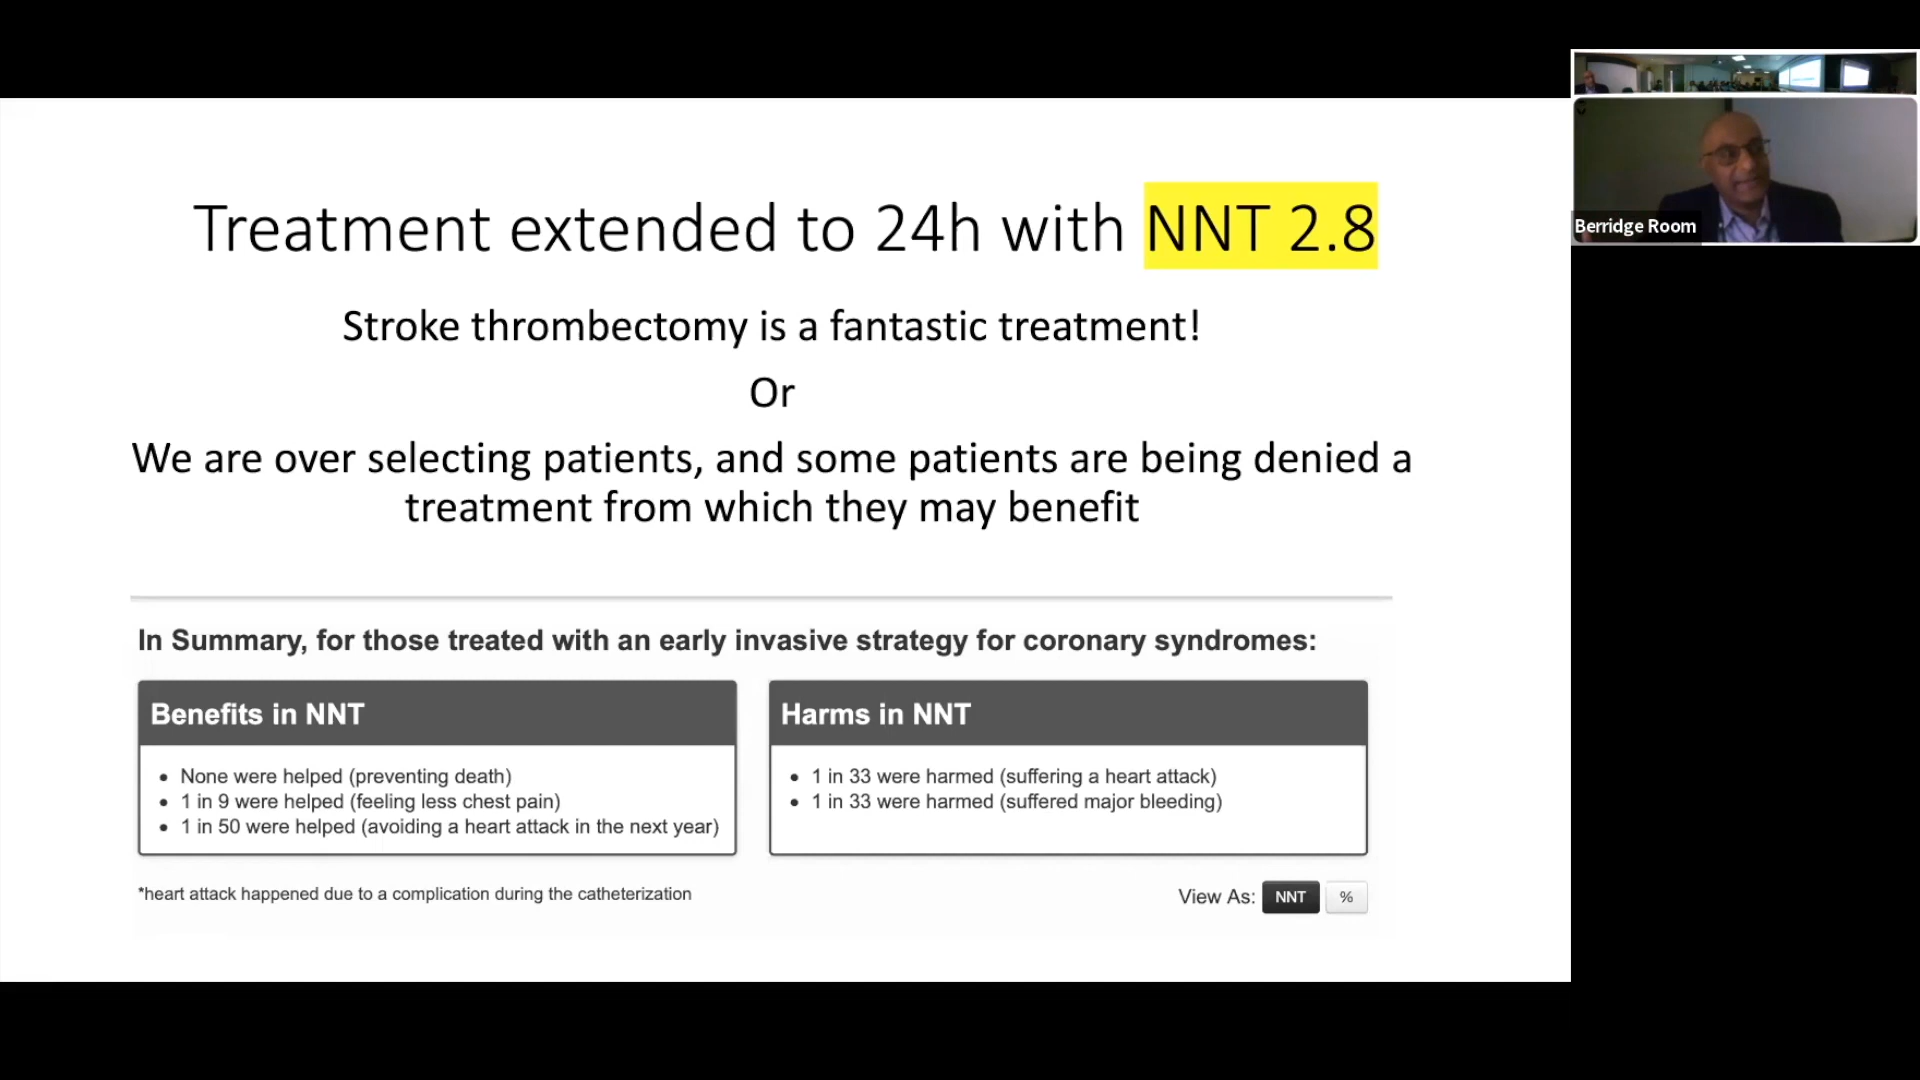 Treatment extended to 24h with NNT 2.8
Stroke thrombectomy is a fantastic treatment!
Or
We are over selecting patients, and some patients are being denied a
treatment from which they may benefit
In Summary, for those treated with an early invasive strategy for coronary syndromes:
Benefits in NNT
• None were helped (preventing death)
• 1 in 9 were helped (feeling less chest pain)
• 1 in 50 were helped (avoiding a heart attack in the next year)
Harms in NNT
• 1 in 33 were harmed (suffering a heart attack)
• 1 in 33 were harmed (suffered major bleeding)
*heart attack happened due to a complication during the catheterization
View As: NNT %
Berridge Room